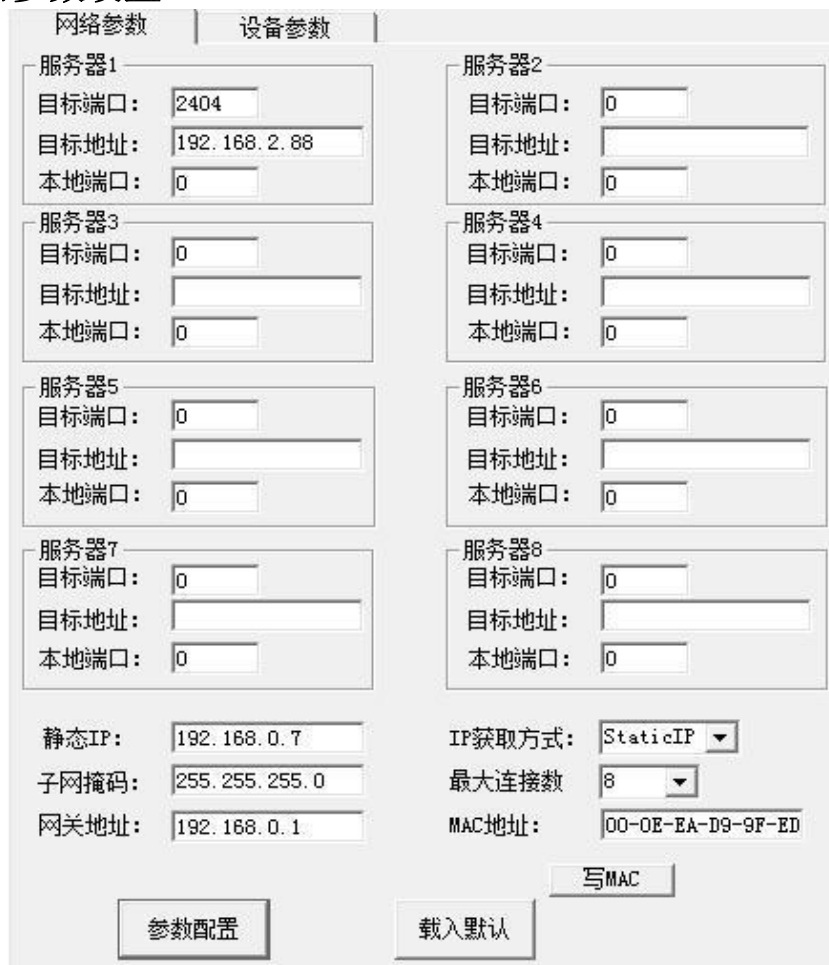 网络参数 设备参数
服务器1 服务器2
目标端口： 2404 目标端口： 0
目标地址： 192.168.2.88 目标地址：
本地端口： 0 本地端口： 0
服务器3 服务器4
目标端口： 0 目标端口： 0
目标地址： 目标地址：
本地端口： 0 本地端口： 0
服务器5 服务器6
目标端口： 0 目标端口： 0
目标地址： 目标地址：
本地端口： 0 本地端口： 0
服务器7 服务器8
目标端口： 0 目标端口： 0
目标地址： 目标地址：
本地端口： 0 本地端口： 0
静态IP： 192.168.0.7 IP获取方式： StaticIP
子网掩码： 255.255.255.0 最大连接数 8
网关地址： 192.168.0.1 MAC地址： 00-0E-EA-D9-9F-ED
写MAC
参数配置 载入默认